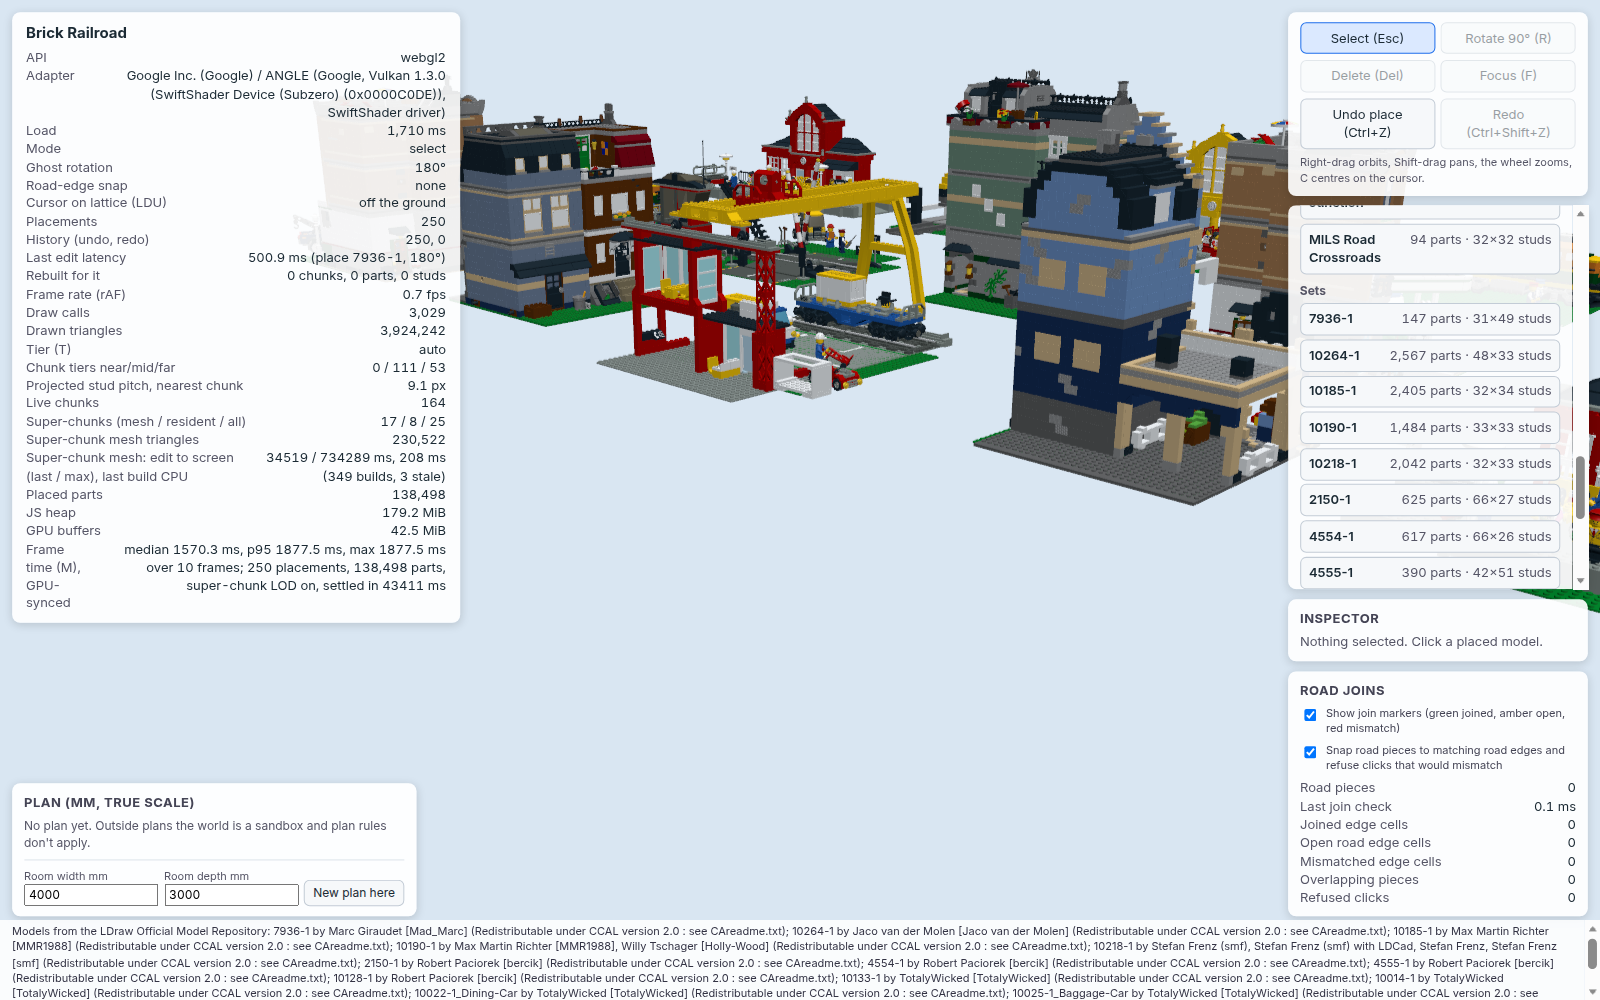 Brick Railroad
API webgl2
Adapter Google Inc. (Google) / ANGLE (Google, Vulkan 1.3.0
(SwiftShader Device (Subzero) (0x0000C0DE)),
SwiftShader driver)
Load 1,710 ms
Mode select
Ghost rotation 180°
Road-edge snap none
Cursor on lattice (LDU) off the ground
Placements 250
History (undo, redo) 250, 0
Last edit latency 500.9 ms (place 7936-1, 180°)
Rebuilt for it 0 chunks, 0 parts, 0 studs
Frame rate (rAF) 0.7 fps
Draw calls 3,029
Drawn triangles 3,924,242
Tier (T) auto
Chunk tiers near/mid/far 0 / 111 / 53
Projected stud pitch, nearest chunk 9.1 px
Live chunks 164
Super-chunks (mesh / resident / all) 17 / 8 / 25
Super-chunk mesh triangles 230,522
Super-chunk mesh: edit to screen 34519 / 734289 ms, 208 ms
(last / max), last build CPU (349 builds, 3 stale)
Placed parts 138,498
JS heap 179.2 MiB
GPU buffers 42.5 MiB
Frame median 1570.3 ms, p95 1877.5 ms, max 1877.5 ms
time (M), over 10 frames; 250 placements, 138,498 parts,
GPU- super-chunk LOD on, settled in 43411 ms
synced
Select (Esc) Rotate 90° (R)
Delete (Del) Focus (F)
Undo place Redo
(Ctrl+Z) (Ctrl+Shift+Z)
Right-drag orbits, Shift-drag pans, the wheel zooms,
C centres on the cursor.
Junction
MILS Road 94 parts · 32×32 studs
Crossroads
Sets
7936-1 147 parts · 31×49 studs
10264-1 2,567 parts · 48×33 studs
10185-1 2,405 parts · 32×34 studs
10190-1 1,484 parts · 33×33 studs
10218-1 2,042 parts · 32×33 studs
2150-1 625 parts · 66×27 studs
4554-1 617 parts · 66×26 studs
4555-1 390 parts · 42×51 studs
INSPECTOR
Nothing selected. Click a placed model.
ROAD JOINS
Show join markers (green joined, amber open,
red mismatch)
Snap road pieces to matching road edges and
refuse clicks that would mismatch
Road pieces 0
Last join check 0.1 ms
Joined edge cells 0
Open road edge cells 0
Mismatched edge cells 0
Overlapping pieces 0
Refused clicks 0
PLAN (MM, TRUE SCALE)
No plan yet. Outside plans the world is a sandbox and plan rules
don't apply.
Room width mm Room depth mm
4000 3000 New plan here
Models from the LDraw Official Model Repository: 7936-1 by Marc Giraudet [Mad_Marc] (Redistributable under CCAL version 2.0 : see CAreadme.txt); 10264-1 by Jaco van der Molen [Jaco van der Molen] (Redistributable under CCAL version 2.0 : see CAreadme.txt); 10185-1 by Max Martin Richter
[MMR1988] (Redistributable under CCAL version 2.0 : see CAreadme.txt); 10190-1 by Max Martin Richter [MMR1988], Willy Tschager [Holly-Wood] (Redistributable under CCAL version 2.0 : see CAreadme.txt); 10218-1 by Stefan Frenz (smf), Stefan Frenz (smf) with LDCad, Stefan Frenz, Stefan Frenz
[smf] (Redistributable under CCAL version 2.0 : see CAreadme.txt); 2150-1 by Robert Paciorek [bercik] (Redistributable under CCAL version 2.0 : see CAreadme.txt); 4554-1 by Robert Paciorek [bercik] (Redistributable under CCAL version 2.0 : see CAreadme.txt); 4555-1 by Robert Paciorek [bercik]
(Redistributable under CCAL version 2.0 : see CAreadme.txt); 10128-1 by Robert Paciorek [bercik] (Redistributable under CCAL version 2.0 : see CAreadme.txt); 10133-1 by TotalyWicked [TotalyWicked] (Redistributable under CCAL version 2.0 : see CAreadme.txt); 10014-1 by TotalyWicked
[TotalyWicked] (Redistributable under CCAL version 2.0 : see CAreadme.txt); 10022-1_Dining-Car by TotalyWicked [TotalyWicked] (Redistributable under CCAL version 2.0 : see CAreadme.txt); 10025-1_Baggage-Car by TotalyWicked [TotalyWicked] (Redistributable under CCAL version 2.0 : see